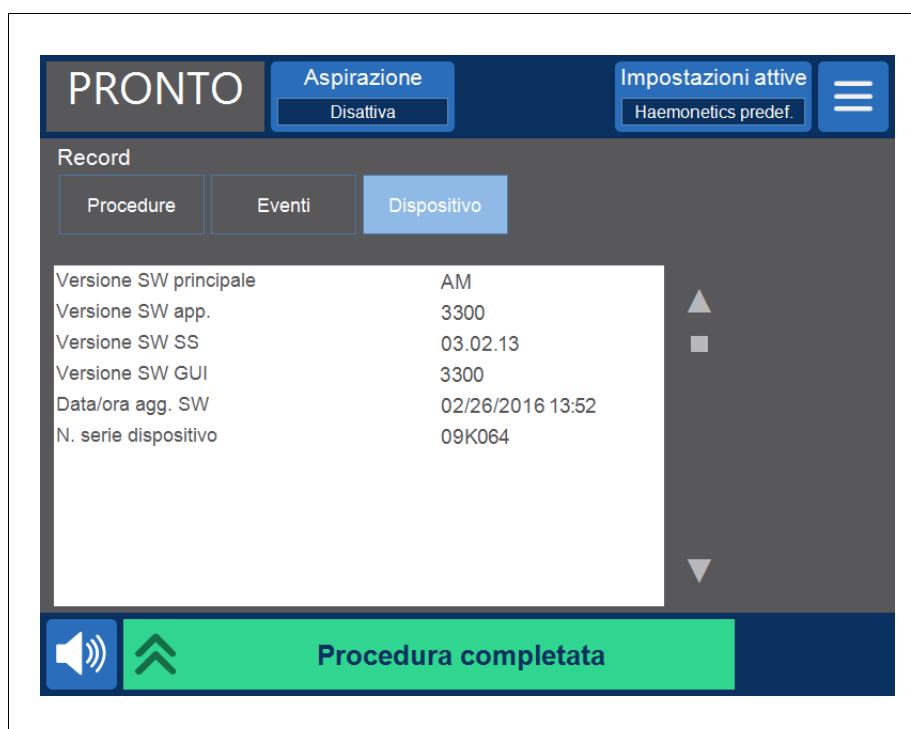 PRONTO
Aspirazione
Disattiva
Impostazioni attive
Haemonetics predef.
Record
Procedure Eventi Dispositivo
Versione SW principale AM
Versione SW app. 3300
Versione SW SS 03.02.13
Versione SW GUI 3300
Data/ora agg. SW 02/26/2016 13:52
N. serie dispositivo 09K064
Procedura completata